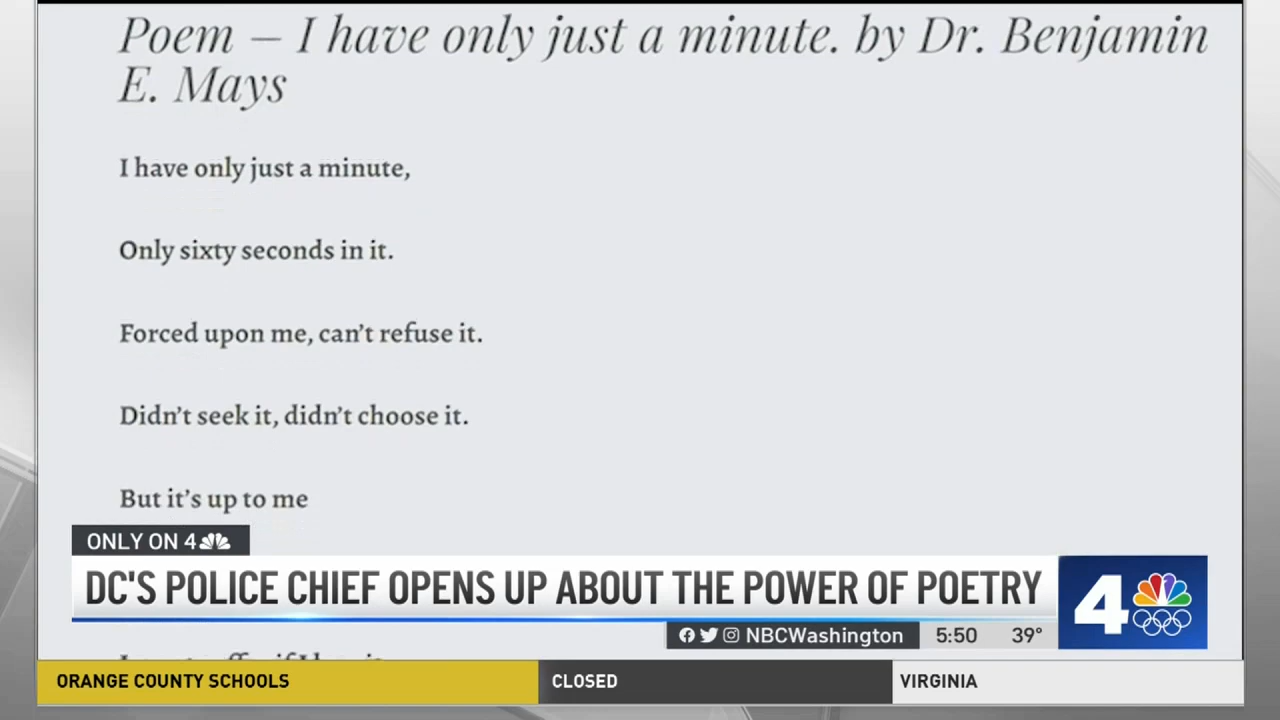 Poem – I have only just a minute. by Dr. Benjamin
E. Mays
I have only just a minute,
Only sixty seconds in it.
Forced upon me, can't refuse it.
Didn't seek it, didn't choose it.
But it's up to me
ONLY ON 4
DC'S POLICE CHIEF OPENS UP ABOUT THE POWER OF POETRY
4
NBCWashington 5:50 39°
ORANGE COUNTY SCHOOLS CLOSED VIRGINIA